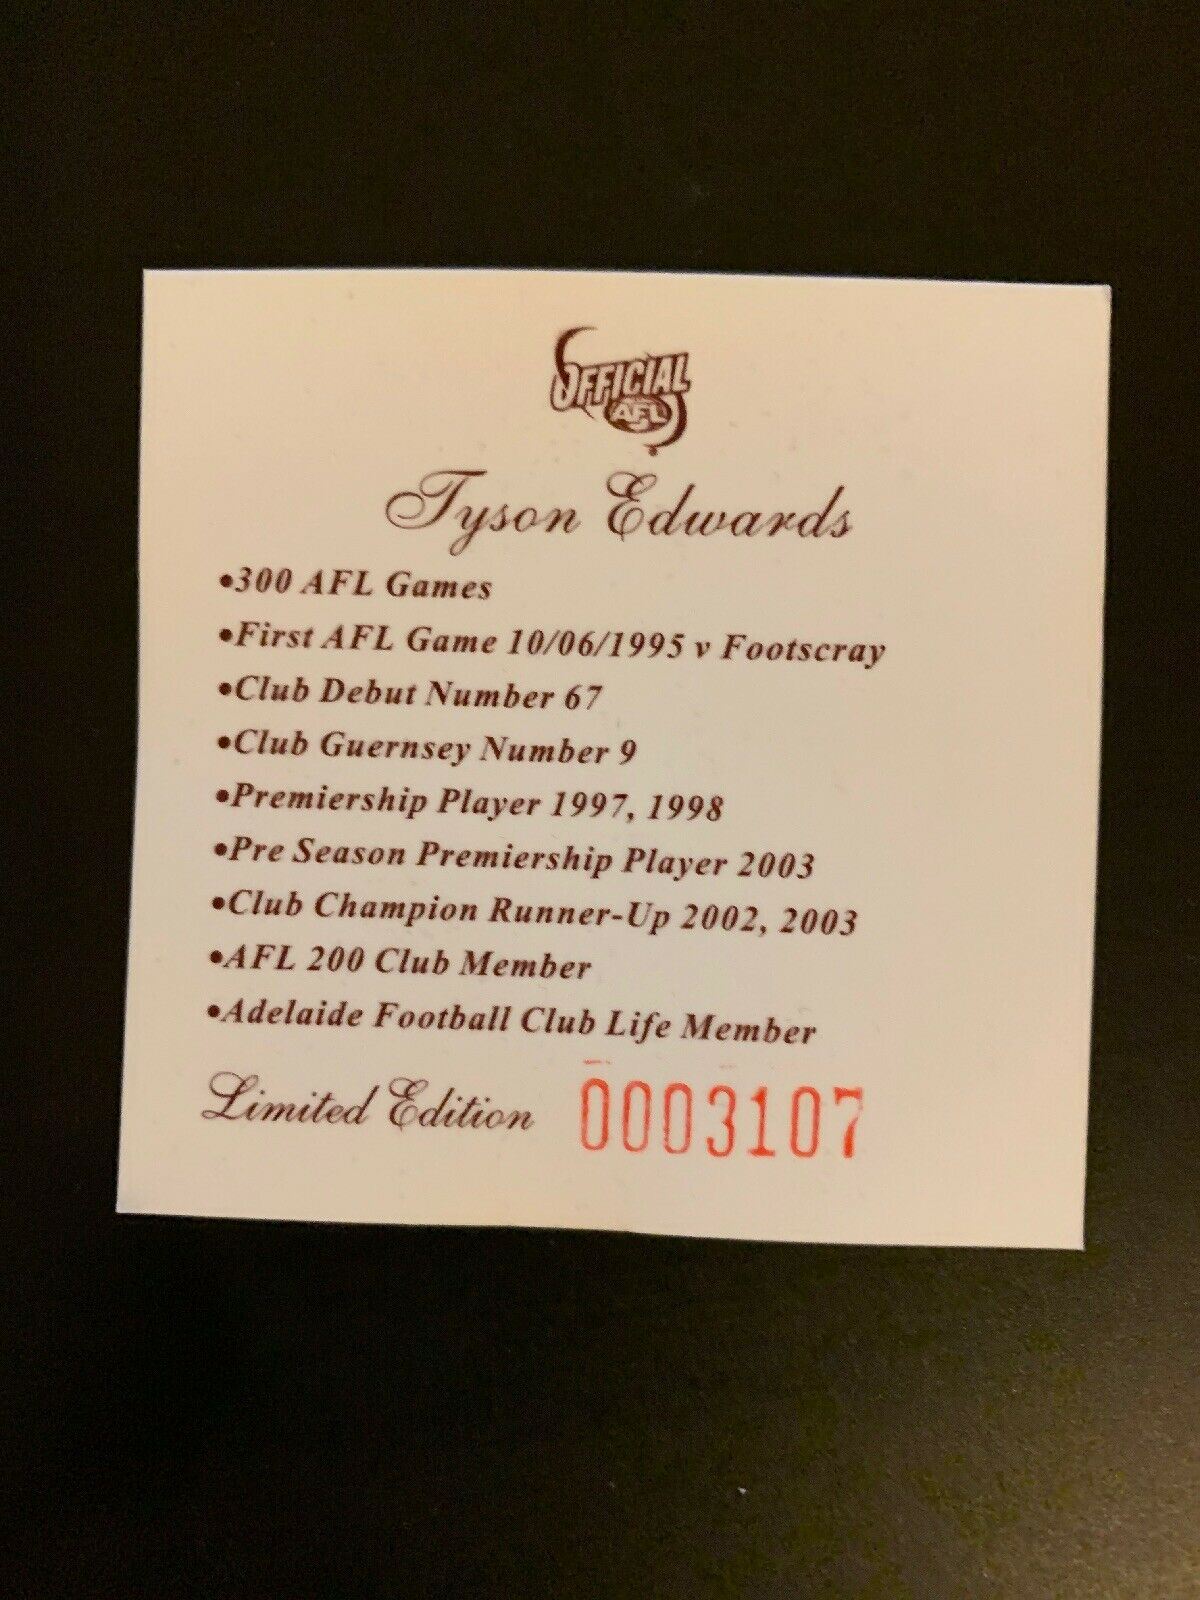 OFFICIAL
AFL
Tyson Edwards
•300 AFL Games
•First AFL Game 10/06/1995 v Footscray
•Club Debut Number 67
•Club Guernsey Number 9
•Premiership Player 1997, 1998
•Pre Season Premiership Player 2003
•Club Champion Runner-Up 2002, 2003
•AFL 200 Club Member
•Adelaide Football Club Life Member
Limited Edition 0003107